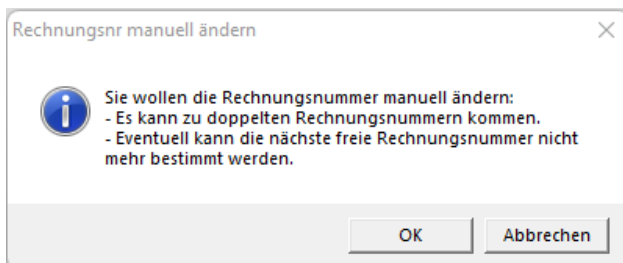 Rechnungsnr manuell ändern
Sie wollen die Rechnungsnummer manuell ändern:
- Es kann zu doppelten Rechnungsnummern kommen.
- Eventuell kann die nächste freie Rechnungsnummer nicht
mehr bestimmt werden.
OK
Abbrechen